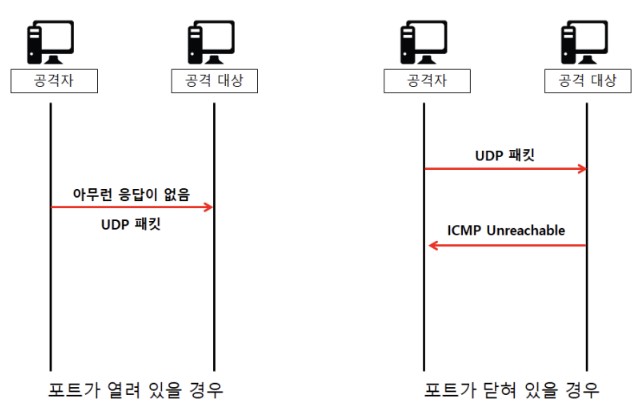 공격자
공격 대상
아무런 응답이 없음
UDP 패킷
포트가 열려 있을 경우
공격자
공격 대상
UDP 패킷
ICMP Unreachable
포트가 닫혀 있을 경우